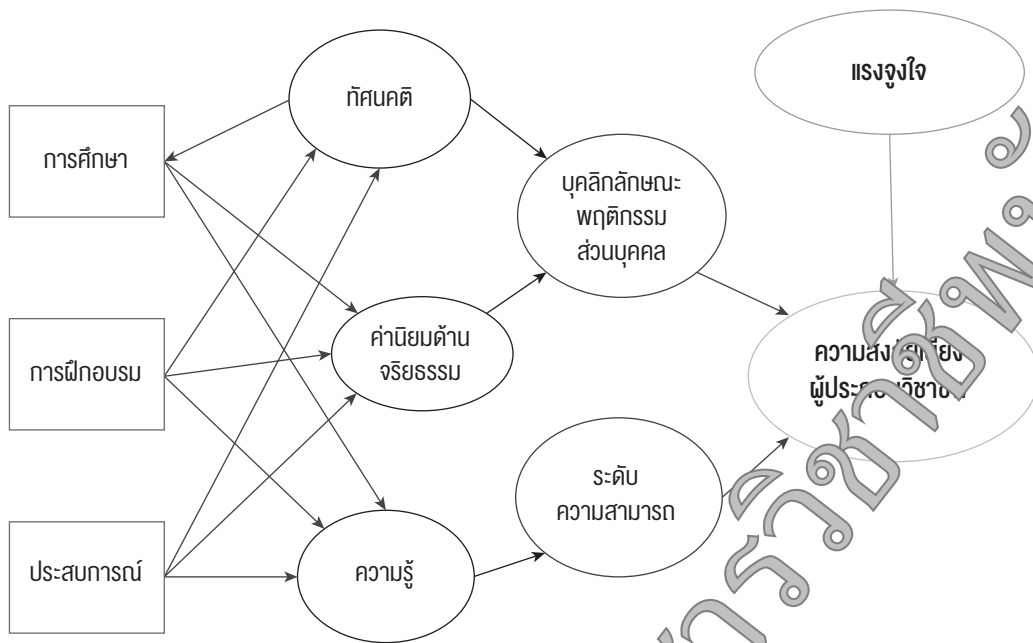 แรงจูงใจ
ทัศนคติ
การศึกษา
บุคลิกลักษณะ
พฤติกรรม
ส่วนบุคคล
ค่านิยมด้าน
จริยธรรม
การฝึกอบรม
ระดับ
ความสามารถ
ประสบการณ์
ความรู้